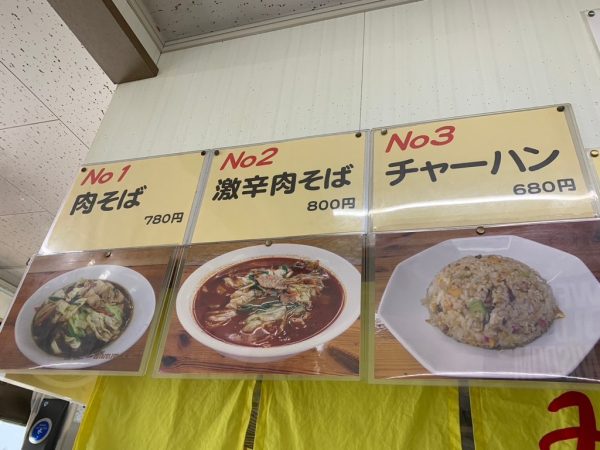 No1
肉そば
780円
No2
激辛肉そば
800円
No3
チャーハン
680円